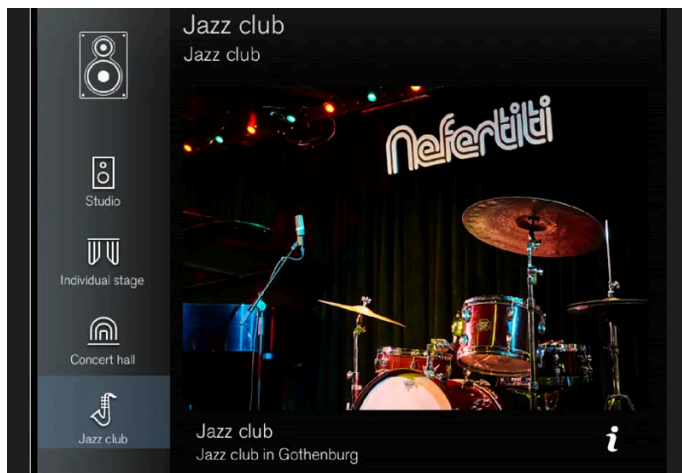 Jazz club
Jazz club
Nefertiti
Studio
Individual stage
Concert hall
Jazz club
Jazz club
Jazz club in Gothenburg
i